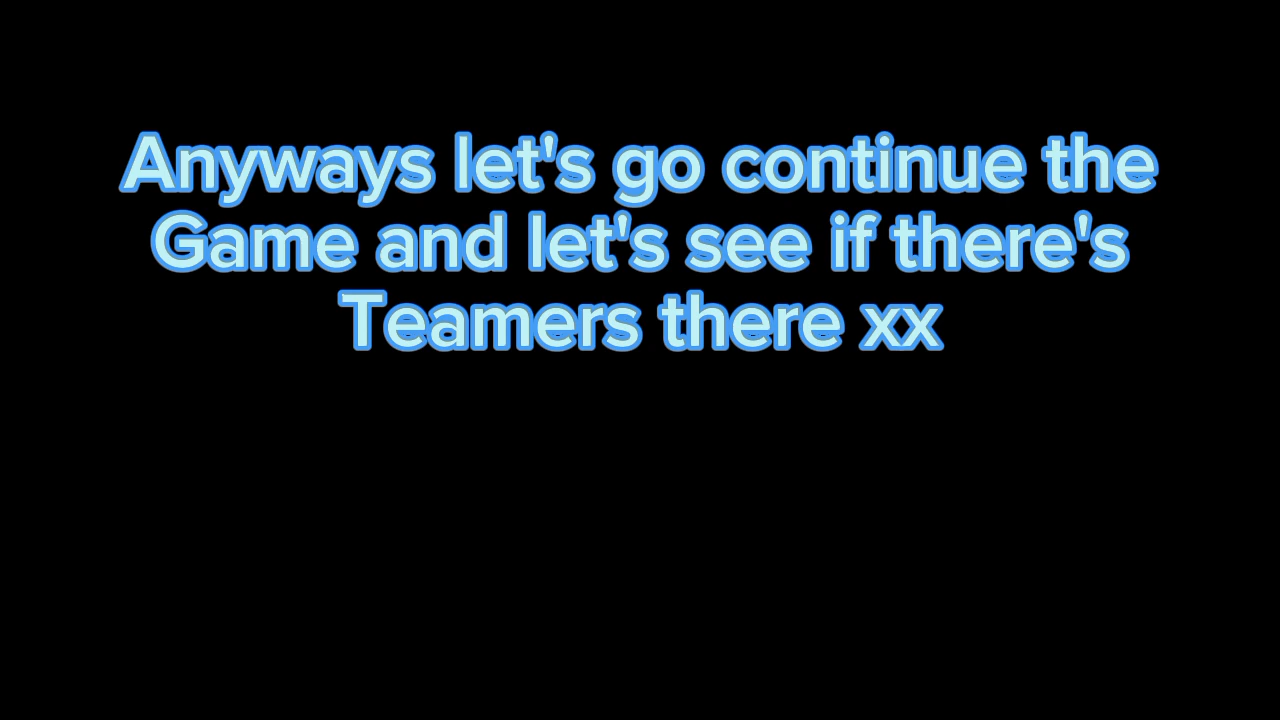 Anyways let's go continue the
Game and let's see if there's
Teamers there xx